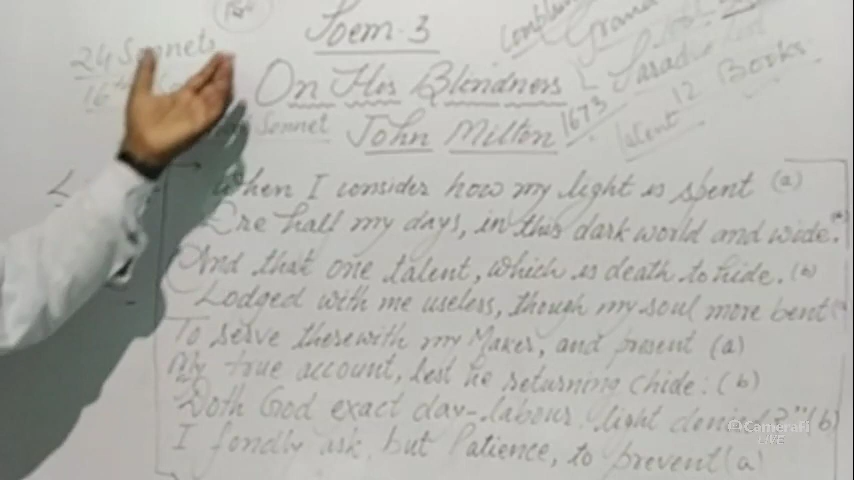 Poem-3
24 Sonnets
On His Blindness
16th
Sonnet
John Milton
1673
Grand
12 Books
Talent
When I consider how my light is spent (a)
Ere half my days, in this dark world and wide.
And that one talent, which is death to hide. (b)
Lodged with me useless, though my soul more bent
To serve therewith my Maker, and present (a)
My true account, lest he returning chide: (b)
Doth God exact day-labour, light denied?" (b)
I fondly ask, but Patience, to prevent (a)
Camerafi
LIVE